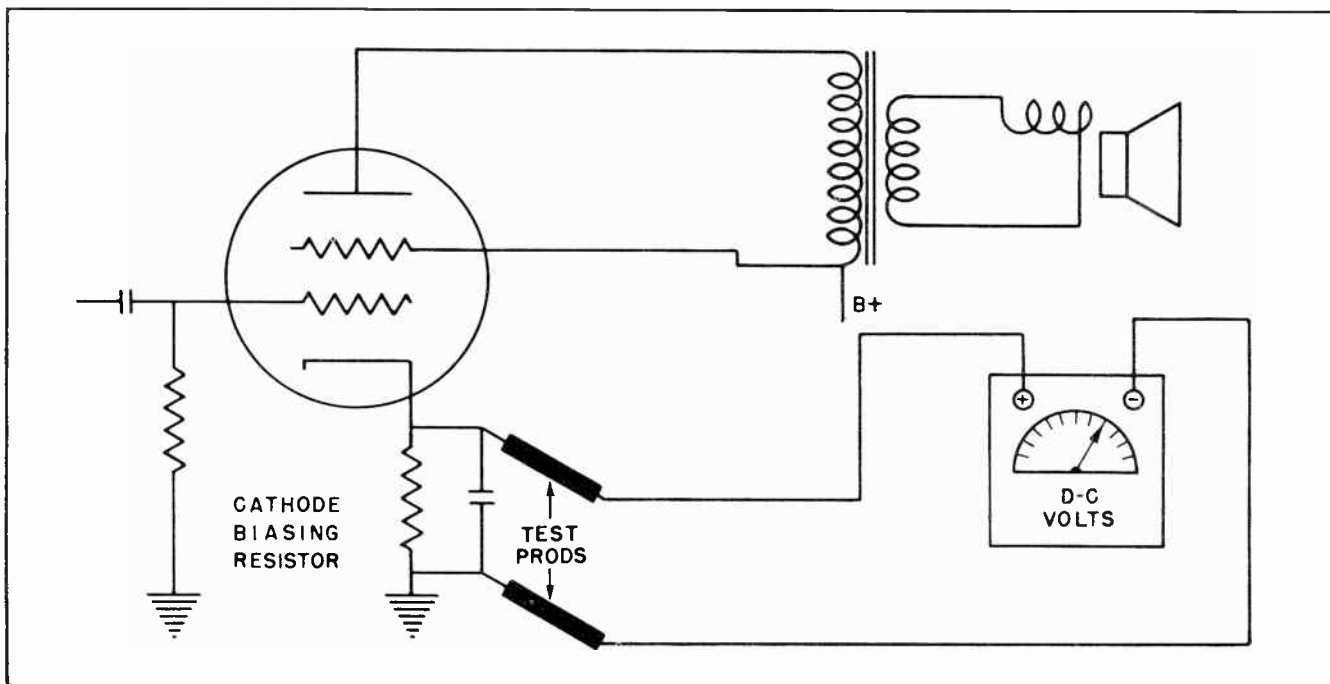 B+
+
-
D-C
VOLTS
CATHODE
BIASING
RESISTOR
TEST
PRODS